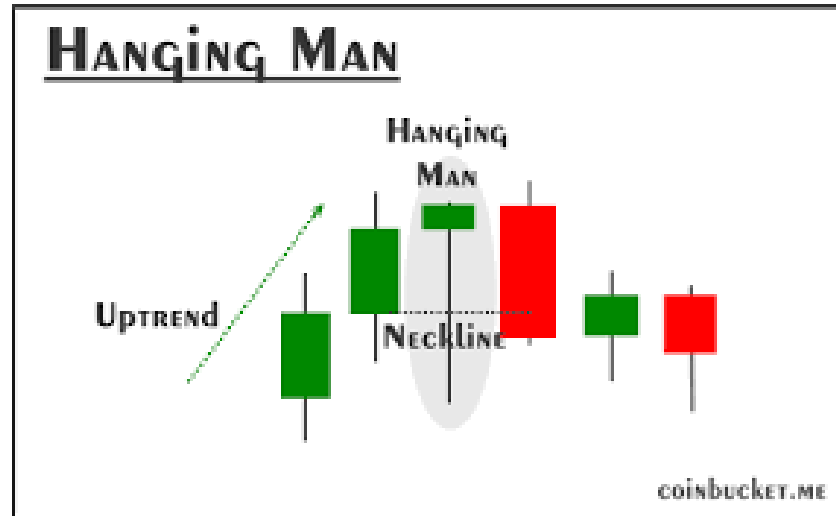 Hanging Man
Hanging
Man
Uptrend
Neckline
coinbucket.me